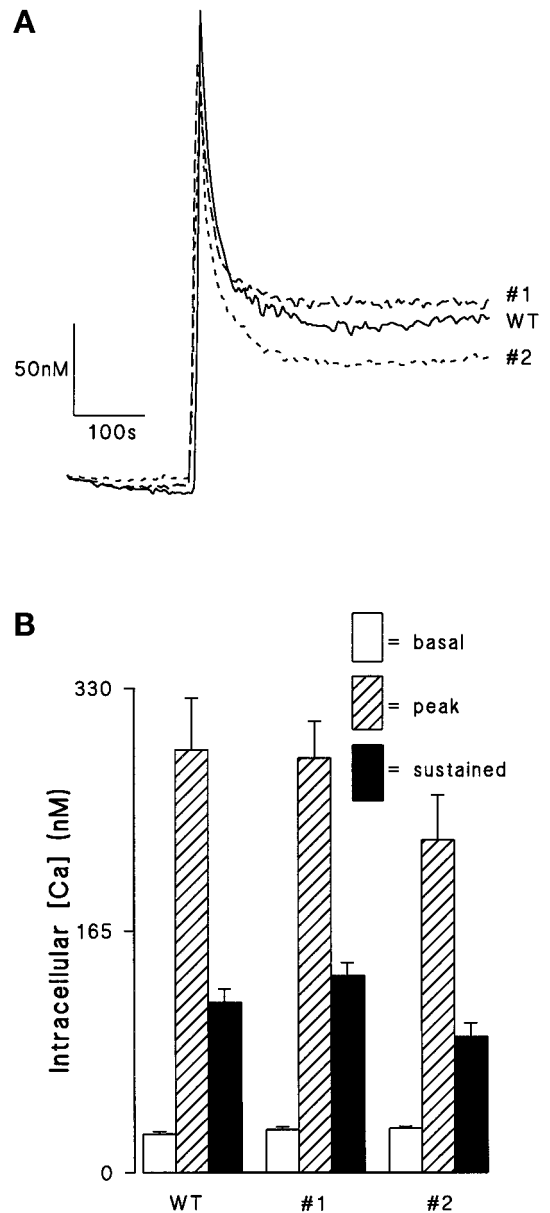 A
#1
WT
#2
50nM
100s
B
= basal
= peak
= sustained
330
165
0
Intracellular [Ca] (nM)
WT #1 #2